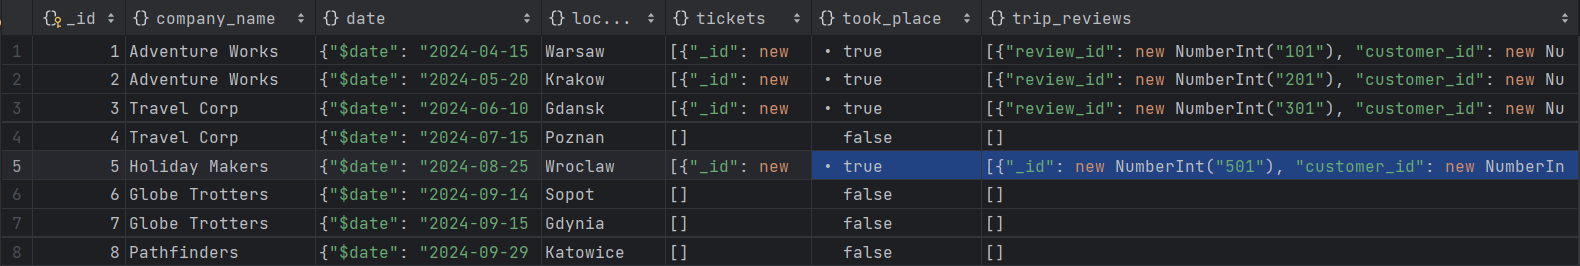 _id company_name date loc... tickets took_place trip_reviews
1 1 Adventure Works {"$date": "2024-04-15 Warsaw [{"_id": new • true [{"review_id": new NumberInt("101"), "customer_id": new Nu
2 2 Adventure Works {"$date": "2024-05-20 Krakow [{"_id": new • true [{"review_id": new NumberInt("201"), "customer_id": new Nu
3 3 Travel Corp {"$date": "2024-06-10 Gdansk [{"_id": new • true [{"review_id": new NumberInt("301"), "customer_id": new Nu
4 4 Travel Corp {"$date": "2024-07-15 Poznan [] false []
5 5 Holiday Makers {"$date": "2024-08-25 Wroclaw [{"_id": new • true [{"_id": new NumberInt("501"), "customer_id": new NumberIn
6 6 Globe Trotters {"$date": "2024-09-14 Sopot [] false []
7 7 Globe Trotters {"$date": "2024-09-15 Gdynia [] false []
8 8 Pathfinders {"$date": "2024-09-29 Katowice [] false []